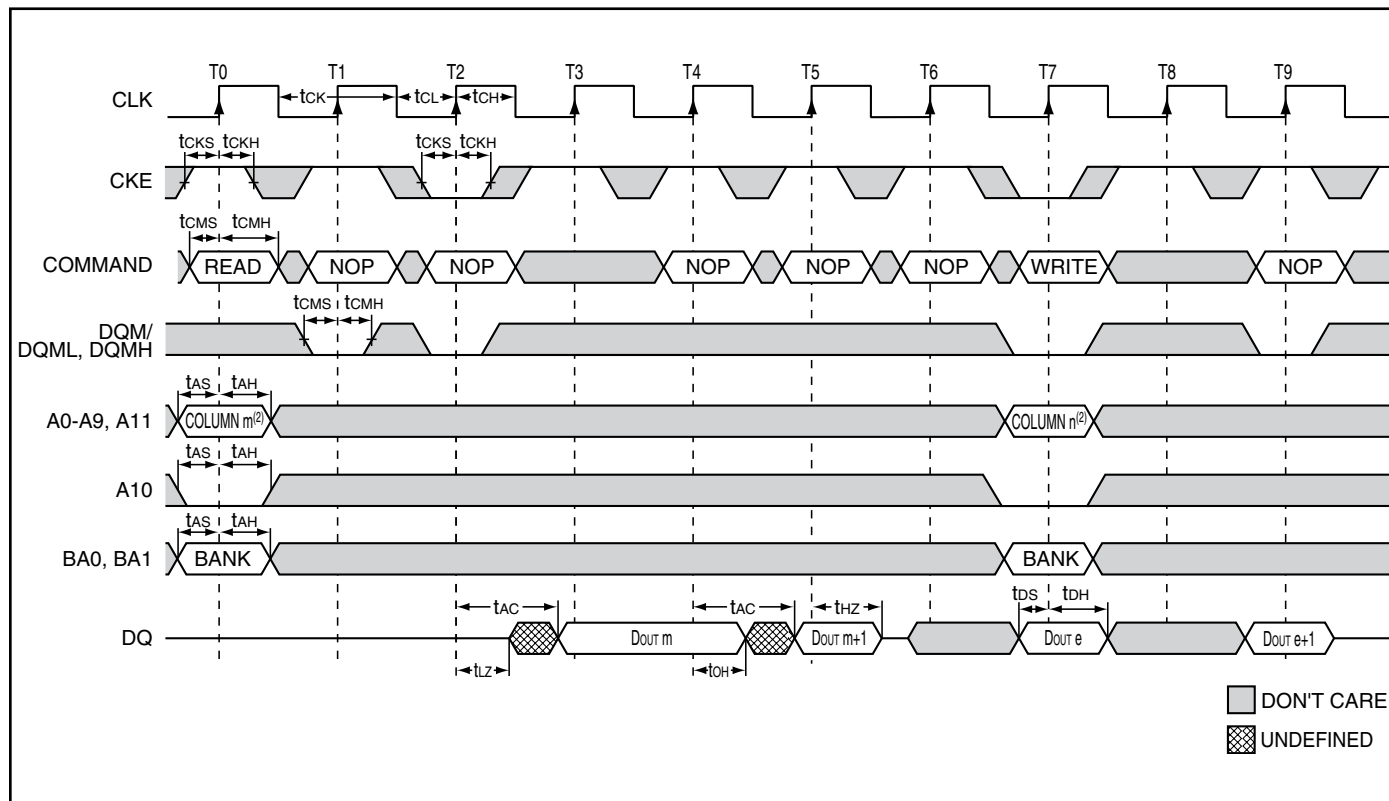 T0 T1 T2 T3 T4 T5 T6 T7 T8 T9
CLK
tCK tCL tCH
tCKS tCKH tCKS tCKH
CKE
tCMS tCMH
COMMAND READ NOP NOP NOP NOP NOP WRITE NOP
tCMS tCMH
DQM/
DQML, DQMH
tAS tAH
A0-A9, A11 COLUMN m(2) COLUMN n(2)
tAS tAH
A10
tAS tAH
BA0, BA1 BANK BANK
tAC tAC tHZ tDS tDH
DQ DOUT m DOUT m+1 DOUT e DOUT e+1
tLZ tOH
DON'T CARE
UNDEFINED